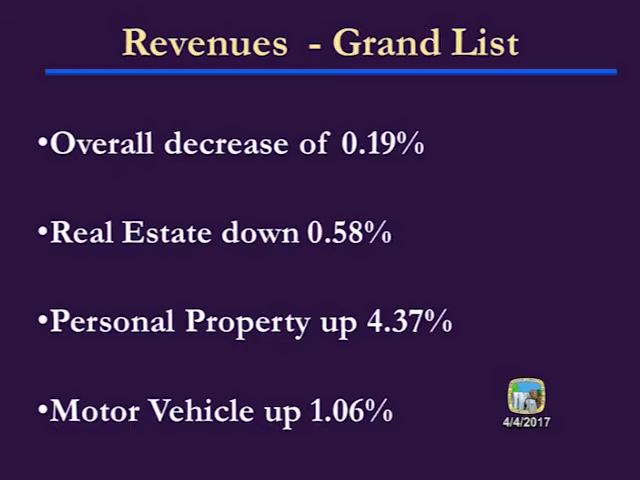 Revenues - Grand List
•Overall decrease of 0.19%
•Real Estate down 0.58%
•Personal Property up 4.37%
•Motor Vehicle up 1.06%
4/4/2017